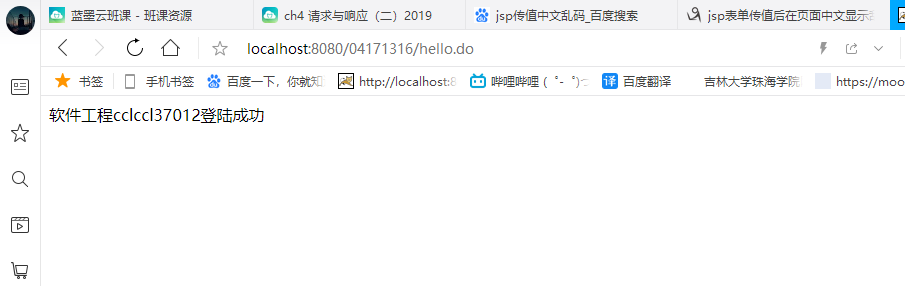 蓝墨云班课 - 班课资源 ch4 请求与响应（二）2019 jsp传值中文乱码_百度搜索 jsp表单传值后在页面中文显示
localhost:8080/04171316/hello.do
书签 手机书签 百度一下，你就知 http://localhost:8 哔哩哔哩 ( ゜- ゜)つ 译 百度翻译 吉林大学珠海学院 https://moo
软件工程cclccl37012登陆成功